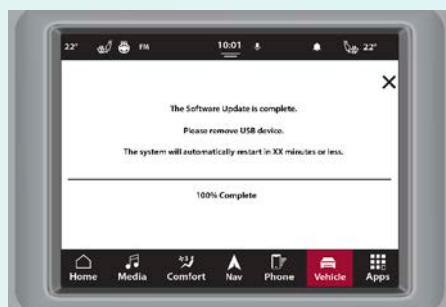 22° FM 10:01 22°
The Software Update is complete.
Please remove USB device.
The system will automatically restart in XX minutes or less.
100% Complete
Home Media Comfort Nav Phone Vehicle Apps